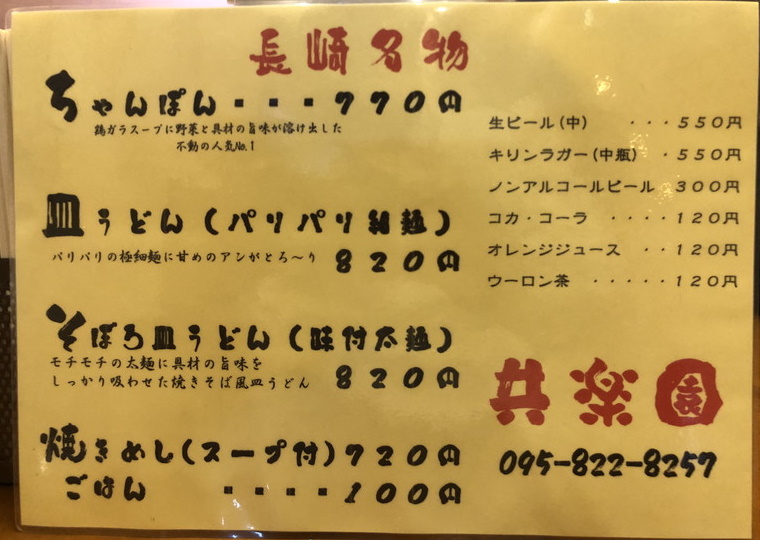 長崎名物
ちゃんぽん・・・770円
鶏ガラスープに野菜と具材の旨味が溶け出した
不動の人気No.1
皿うどん(パリパリ細麺)
パリパリの極細麺に甘めのアンがとろ～り 820円
そぼろ皿うどん(味付太麺)
モチモチの太麺に具材の旨味を
しっかり吸わせた焼きそば風皿うどん 820円
焼きめし(スープ付)720円
ごはん ・・・・100円
生ビール(中) ・・・550円
キリンラガー(中瓶) ・550円
ノンアルコールビール 300円
コカ・コーラ ・・・・120円
オレンジジュース ・・120円
ウーロン茶 ・・・・・120円
共楽園
095-822-8257